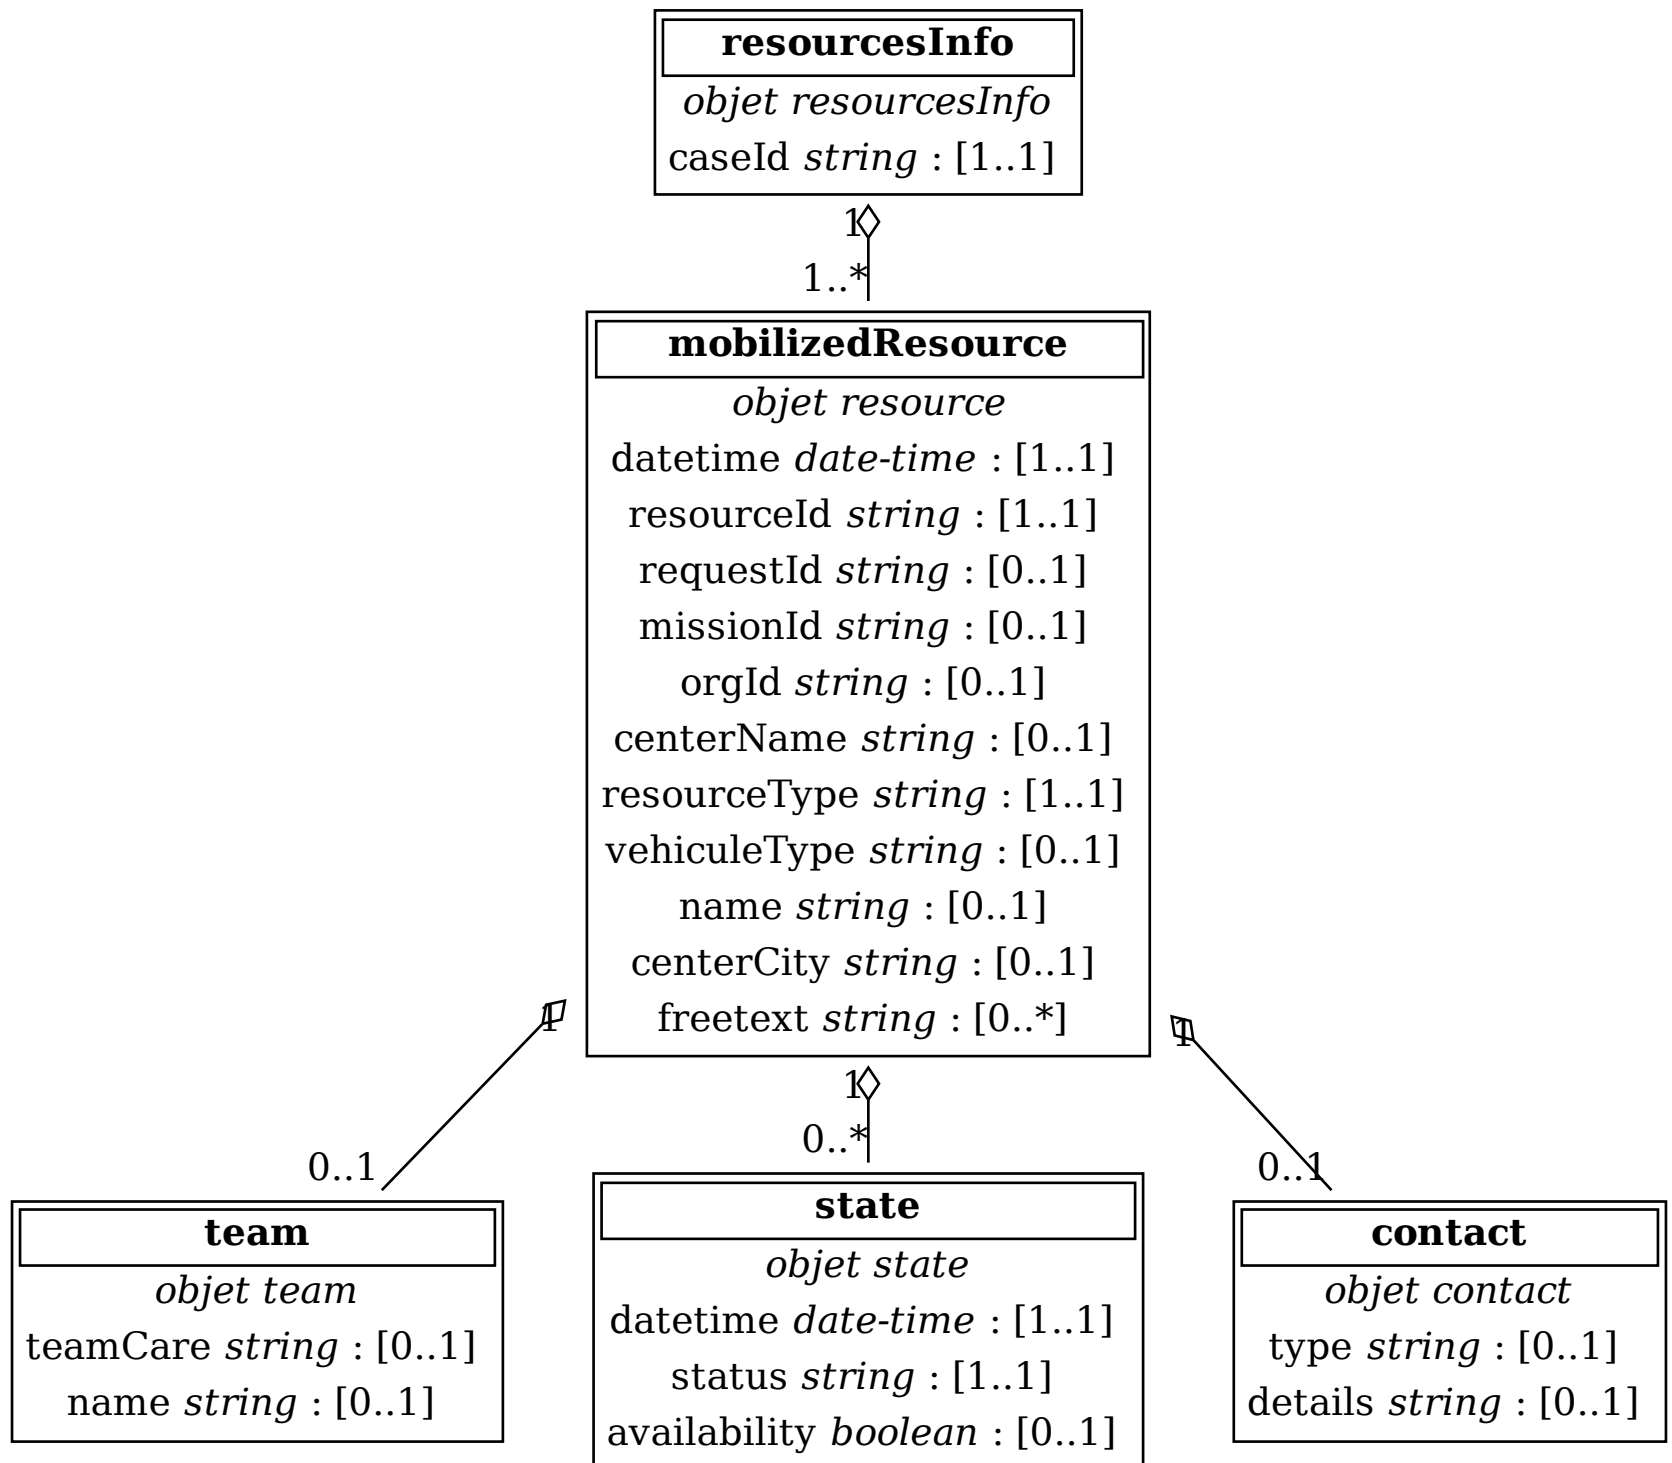 resourcesInfo
objet resourcesInfo
caseId string : [1..1]
1
1..*
mobilizedResource
objet resource
datetime date-time : [1..1]
resourceId string : [1..1]
requestId string : [0..1]
missionId string : [0..1]
orgId string : [0..1]
centerName string : [0..1]
resourceType string : [1..1]
vehiculeType string : [0..1]
name string : [0..1]
centerCity string : [0..1]
freetext string : [0..*]
1
0..1
1
0..*
1
0..1
team
objet team
teamCare string : [0..1]
name string : [0..1]
state
objet state
datetime date-time : [1..1]
status string : [1..1]
availability boolean : [0..1]
contact
objet contact
type string : [0..1]
details string : [0..1]